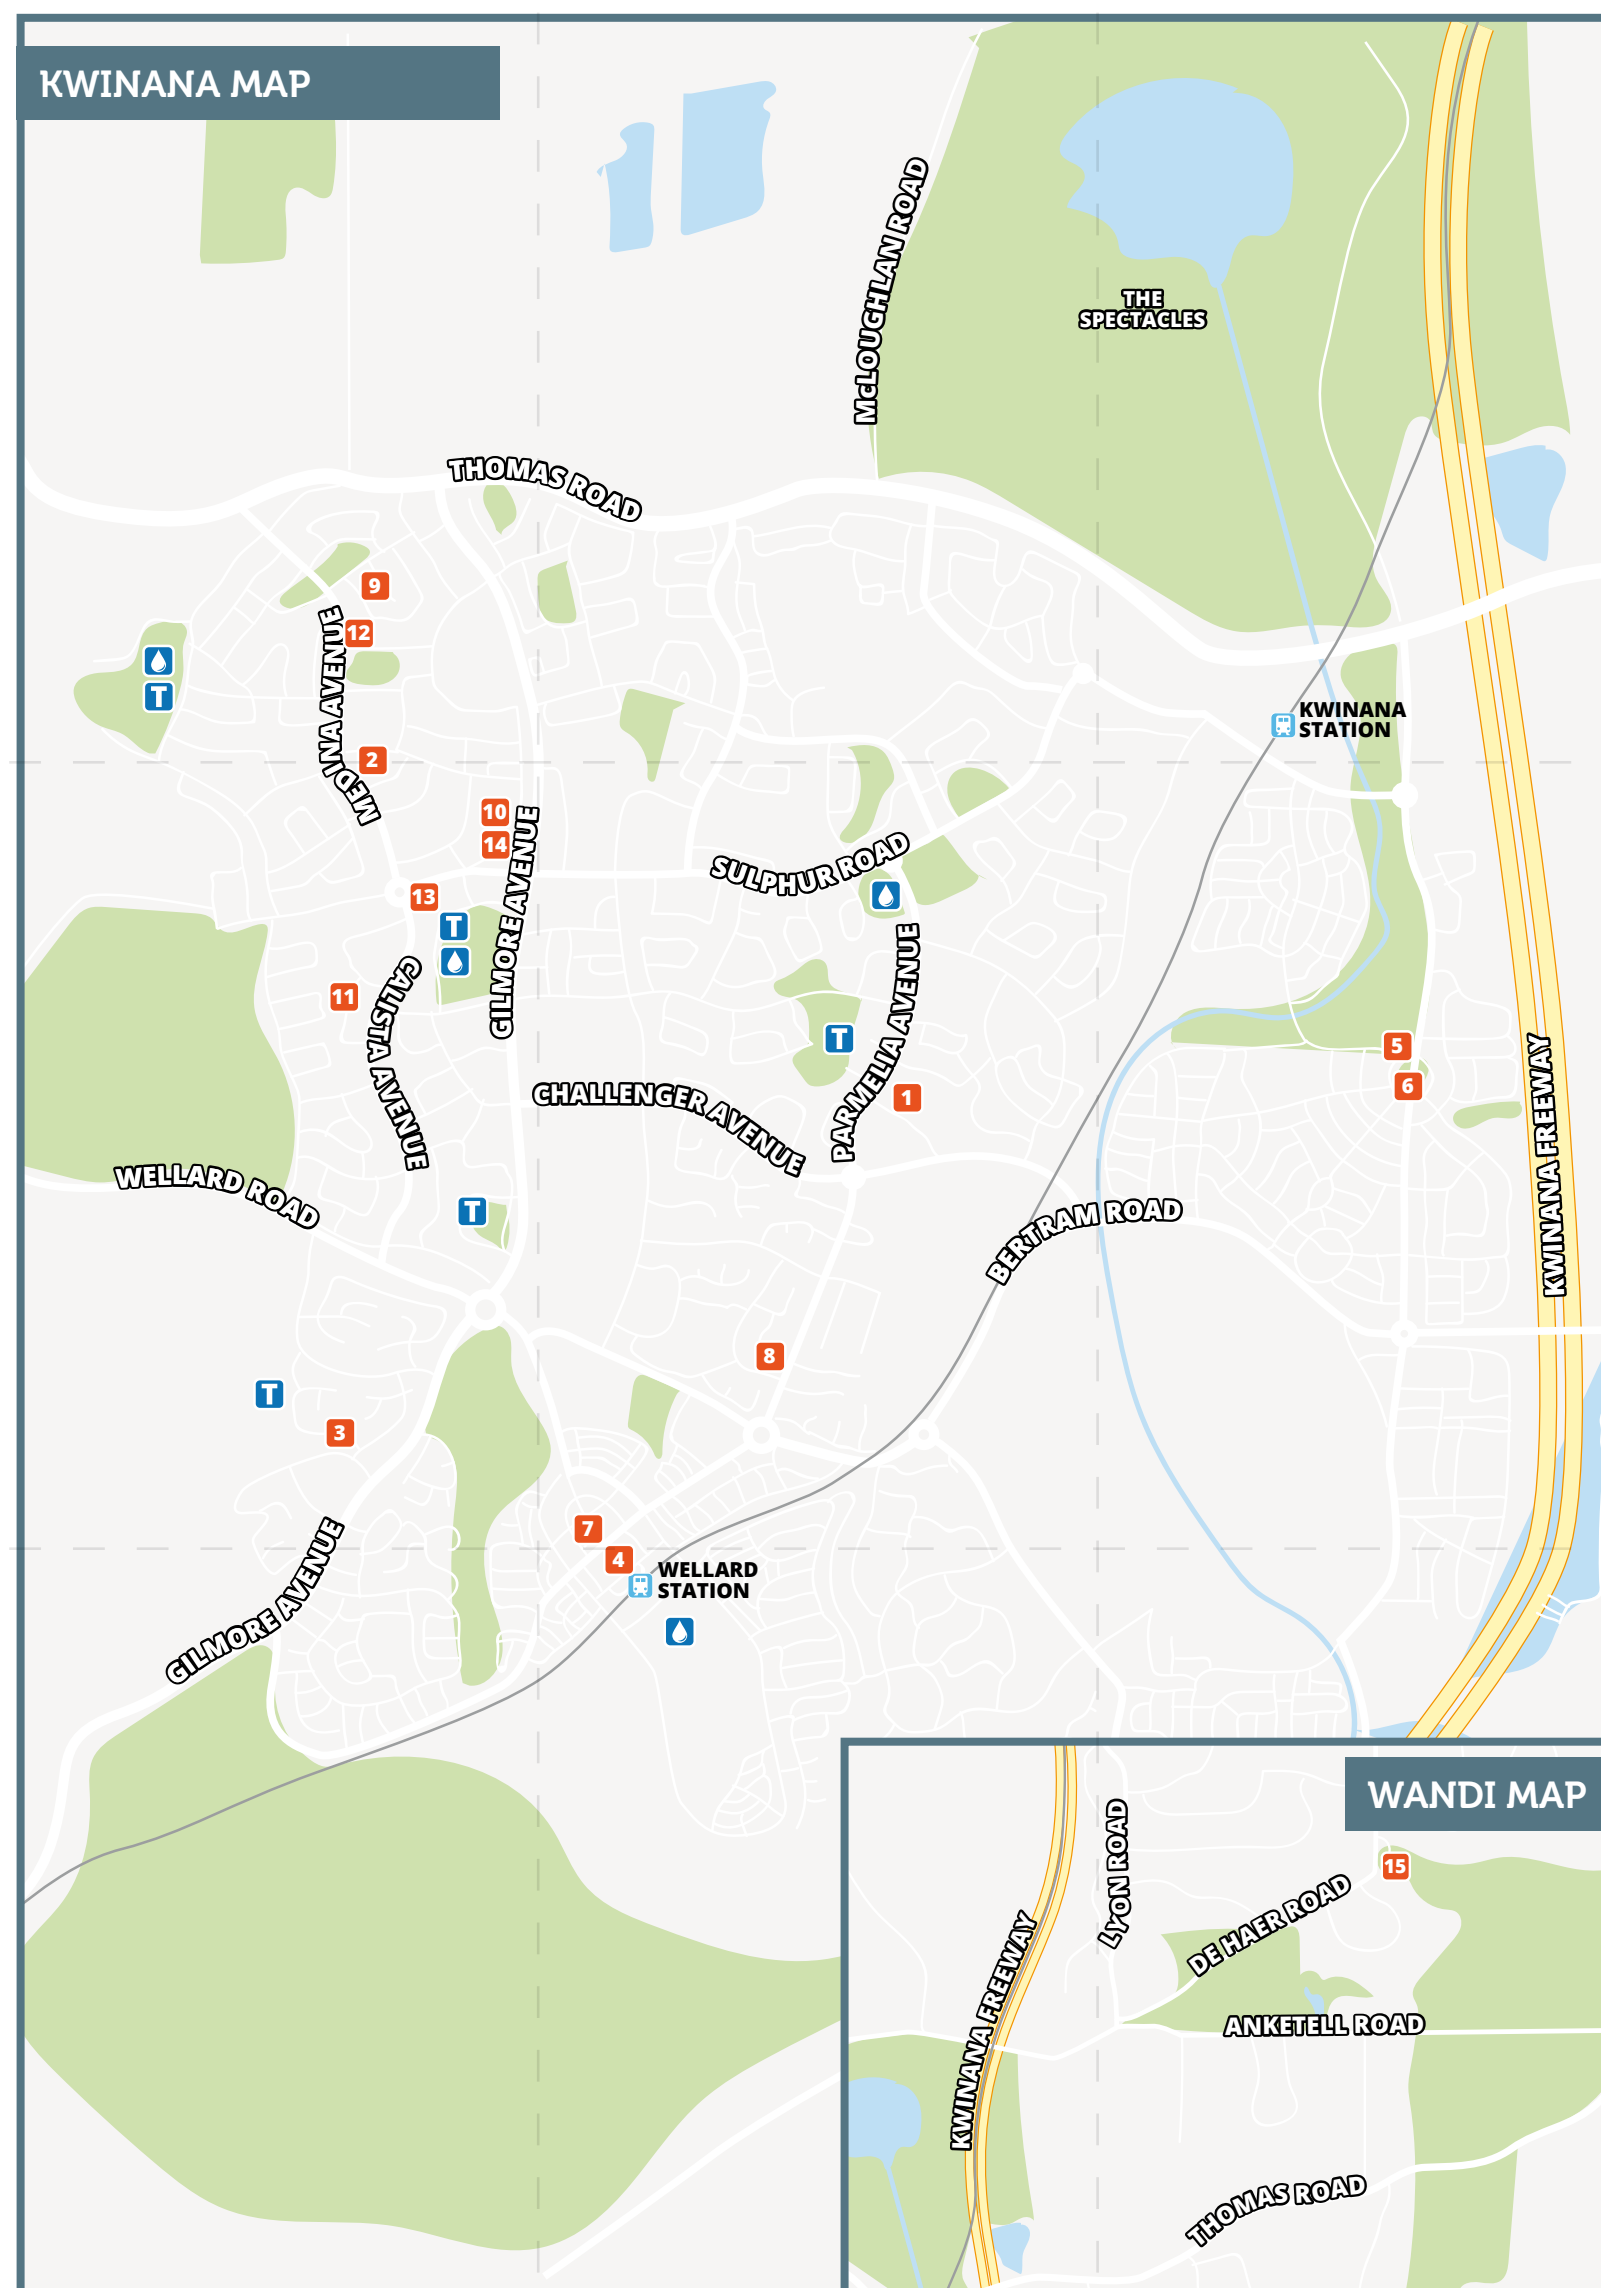 KWINANA MAP
McLOUGHLAN ROAD
THE
SPECTACLES
THOMAS ROAD
9
12
MEDINA AVENUE
T
KWINANA
STATION
2
10
14
GILMORE AVENUE
SULPHUR ROAD
13
T
11
CALLISTA AVENUE
PARMELIA AVENUE
T
5
6
1
KWINANA FREEWAY
CHALLENGER AVENUE
WELLARD ROAD
T
BERTRAM ROAD
8
T
3
7
4
WELLARD
STATION
GILMORE AVENUE
WANDI MAP
15
LYON ROAD
DE HAER ROAD
KWINANA FREEWAY
ANKETELL ROAD
THOMAS ROAD